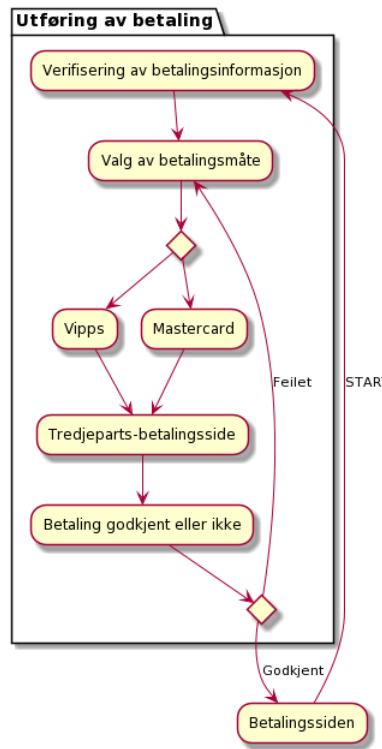 Utføring av betaling
Verifisering av betalingsinformasjon
Valg av betalingsmåte
Vipps
Mastercard
Feilet
START
Tredjeparts-betalingsside
Betaling godkjent eller ikke
Godkjent
Betalingssiden